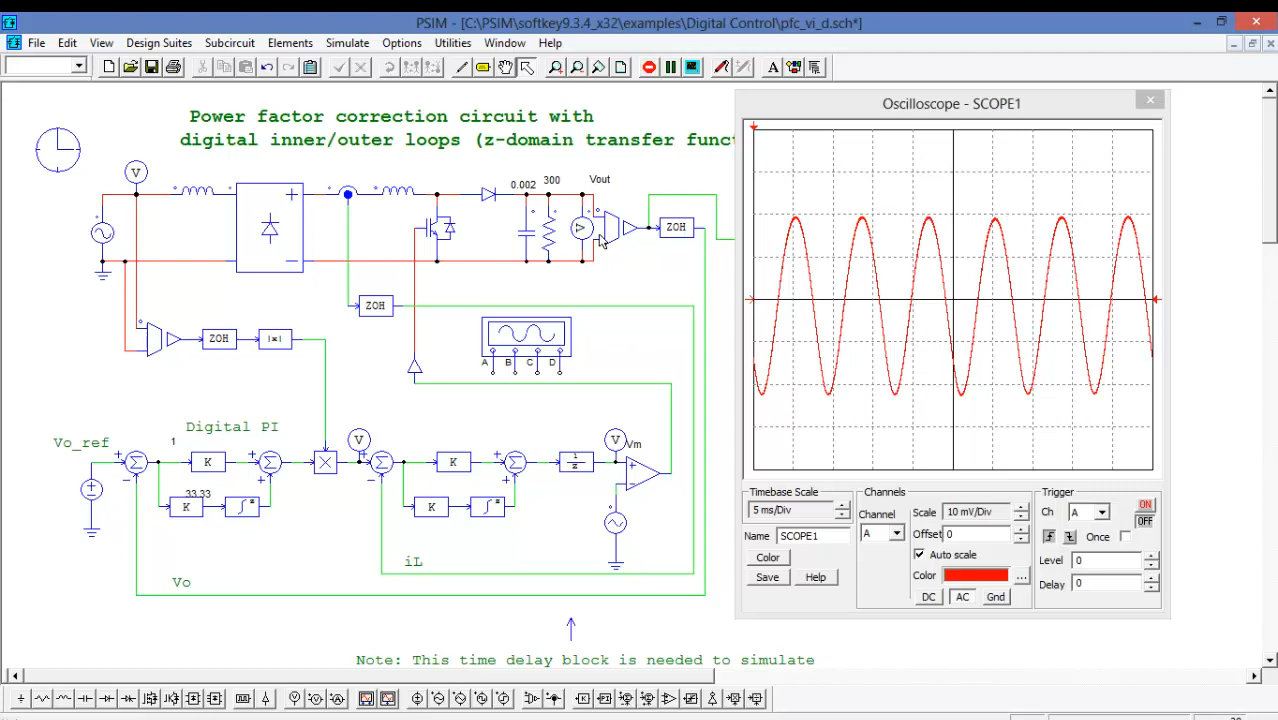 PSIM - [C:\PSIM\softkey9.3.4_x32\examples\Digital Control\pfc_vi_d.sch*]
File Edit View Design Suites Subcircuit Elements Simulate Options Utilities Window Help
Power factor correction circuit with
digital inner/outer loops (z-domain transfer funct
Oscilloscope - SCOPE1
V
0.002 300 Vout
V
ZOH
ZOH
ZOH |x|
A B C D
Digital PI
Vo_ref
1
V
V
Vm
K
K
1/z
33.33
K
K
iL
Vo
Note: This time delay block is needed to simulate
Timebase Scale
5 ms/Div
Name SCOPE1
Color
Save Help
Channels
Channel
A
Scale 10 mV/Div
Offset 0
Auto scale
Color ...
DC AC Gnd
Trigger
Ch A
ON
OFF
Once
Level 0
Delay 0